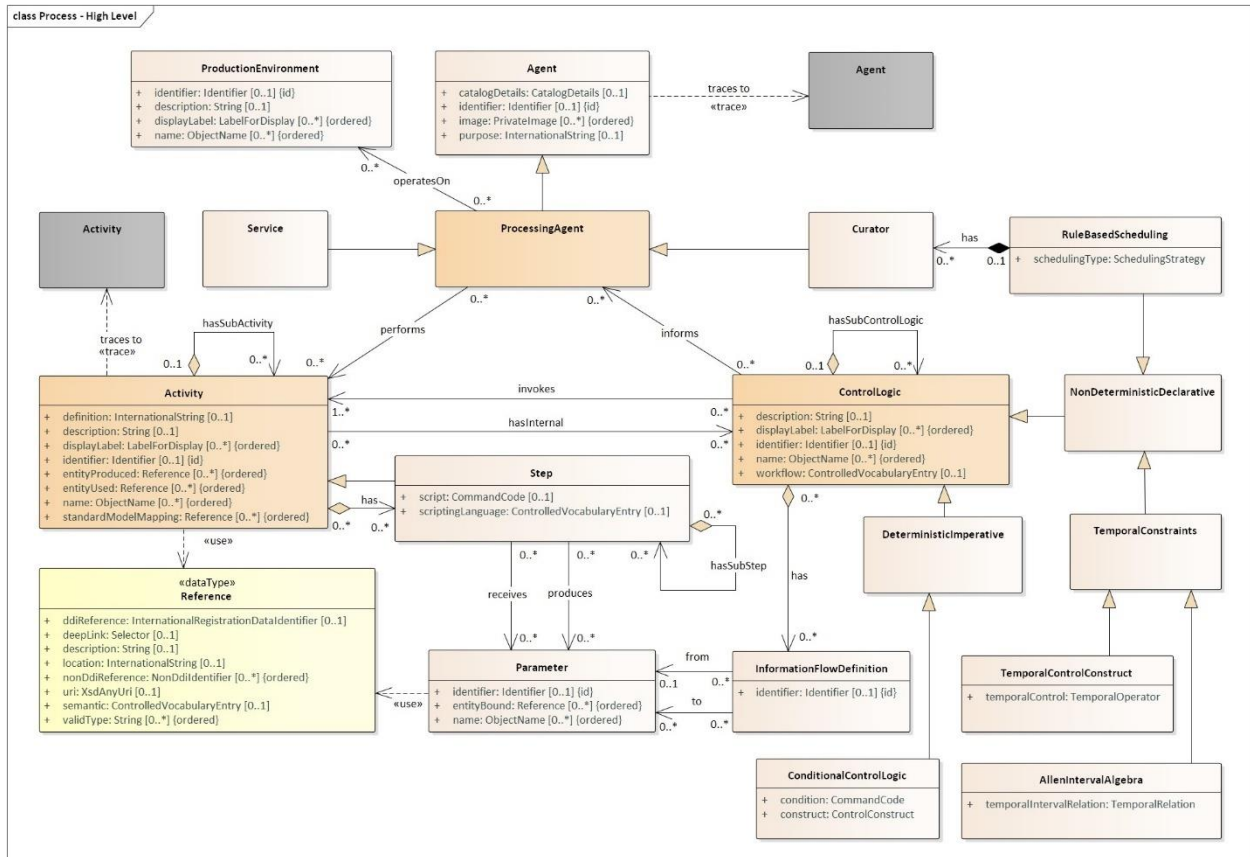 class Process - High Level
ProductionEnvironment
+ identifier: Identifier [0..1] {id}
+ description: String [0..1]
+ displayLabel: LabelForDisplay [0..*] {ordered}
+ name: ObjectName [0..*] {ordered}
Agent
+ catalogDetails: CatalogDetails [0..1]
+ identifier: Identifier [0..1] {id}
+ image: PrivateImage [0..*] {ordered}
+ purpose: InternationalString [0..1]
traces to
«trace»
Agent
0..*
operatesOn
0..*
Activity
Service
ProcessingAgent
Curator
has
0..*
0..1
RuleBasedScheduling
+ schedulingType: SchedulingStrategy
traces to
«trace»
hasSubActivity
0..1
0..*
0..*
performs
0..*
0..*
informs
0..*
hasSubControlLogic
0..1
0..*
Activity
+ definition: InternationalString [0..1]
+ description: String [0..1]
+ displayLabel: LabelForDisplay [0..*] {ordered}
+ identifier: Identifier [0..1] {id}
+ entityProduced: Reference [0..*] {ordered}
+ entityUsed: Reference [0..*] {ordered}
+ name: ObjectName [0..*] {ordered}
+ standardModelMapping: Reference [0..*] {ordered}
invokes
1..*
0..*
hasInternal
0..*
0..*
ControlLogic
+ description: String [0..1]
+ displayLabel: LabelForDisplay [0..*] {ordered}
+ identifier: Identifier [0..1] {id}
+ name: ObjectName [0..*] {ordered}
+ workflow: ControlledVocabularyEntry [0..1]
NonDeterministicDeclarative
Step
+ script: CommandCode [0..1]
+ scriptingLanguage: ControlledVocabularyEntry [0..1]
has
0..*
0..*
0..*
0..*
hasSubStep
0..*
0..*
receives
produces
0..*
0..*
0..*
has
0..*
DeterministicImperative
TemporalConstraints
«use»
«dataType»
Reference
+ ddiReference: InternationalRegistrationDataIdentifier [0..1]
+ deepLink: Selector [0..1]
+ description: String [0..1]
+ location: InternationalString [0..1]
+ nonDdiReference: NonDdiIdentifier [0..*] {ordered}
+ uri: XsdAnyUri [0..1]
+ semantic: ControlledVocabularyEntry [0..1]
+ validType: String [0..*] {ordered}
«use»
Parameter
+ identifier: Identifier [0..1] {id}
+ entityBound: Reference [0..*] {ordered}
+ name: ObjectName [0..*] {ordered}
from
0..1
0..*
to
0..*
0..*
InformationFlowDefinition
+ identifier: Identifier [0..1] {id}
TemporalControlConstruct
+ temporalControl: TemporalOperator
ConditionalControlLogic
+ condition: CommandCode
+ construct: ControlConstruct
AllenIntervalAlgebra
+ temporalIntervalRelation: TemporalRelation